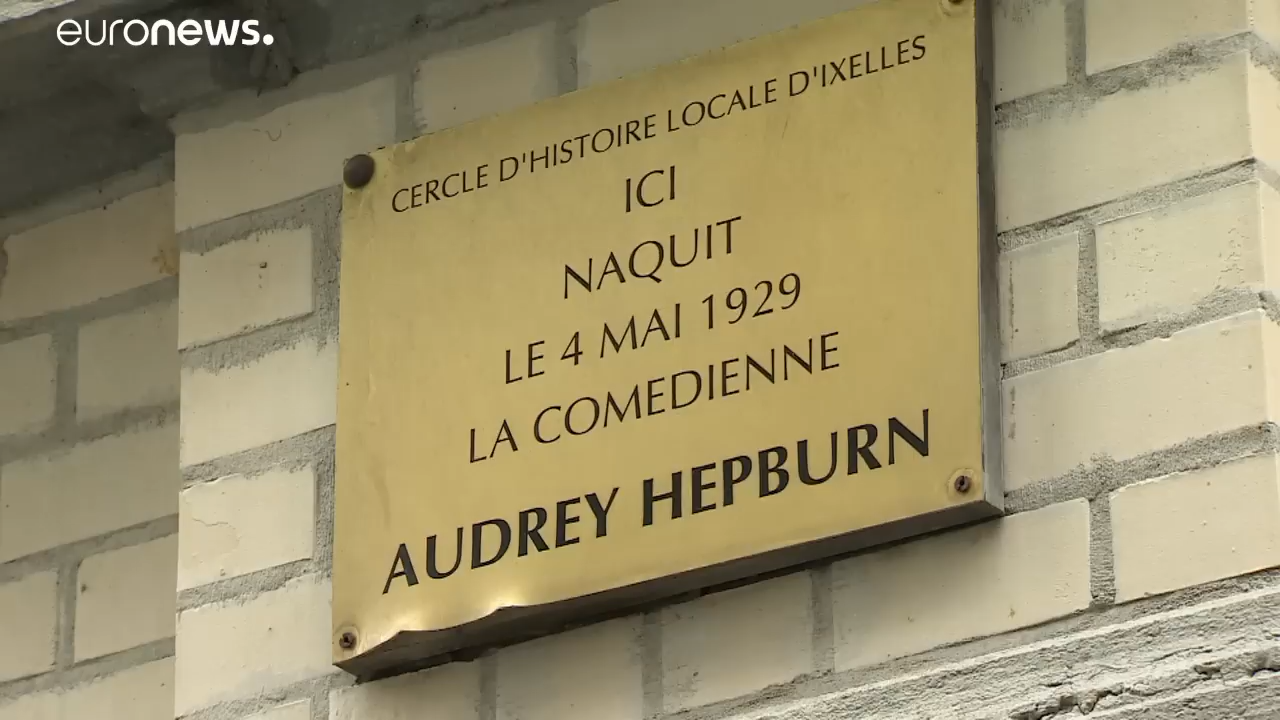 euronews.
CERCLE D'HISTOIRE LOCALE D'IXELLES
ICI
NAQUIT
LE 4 MAI 1929
LA COMEDIENNE
AUDREY HEPBURN